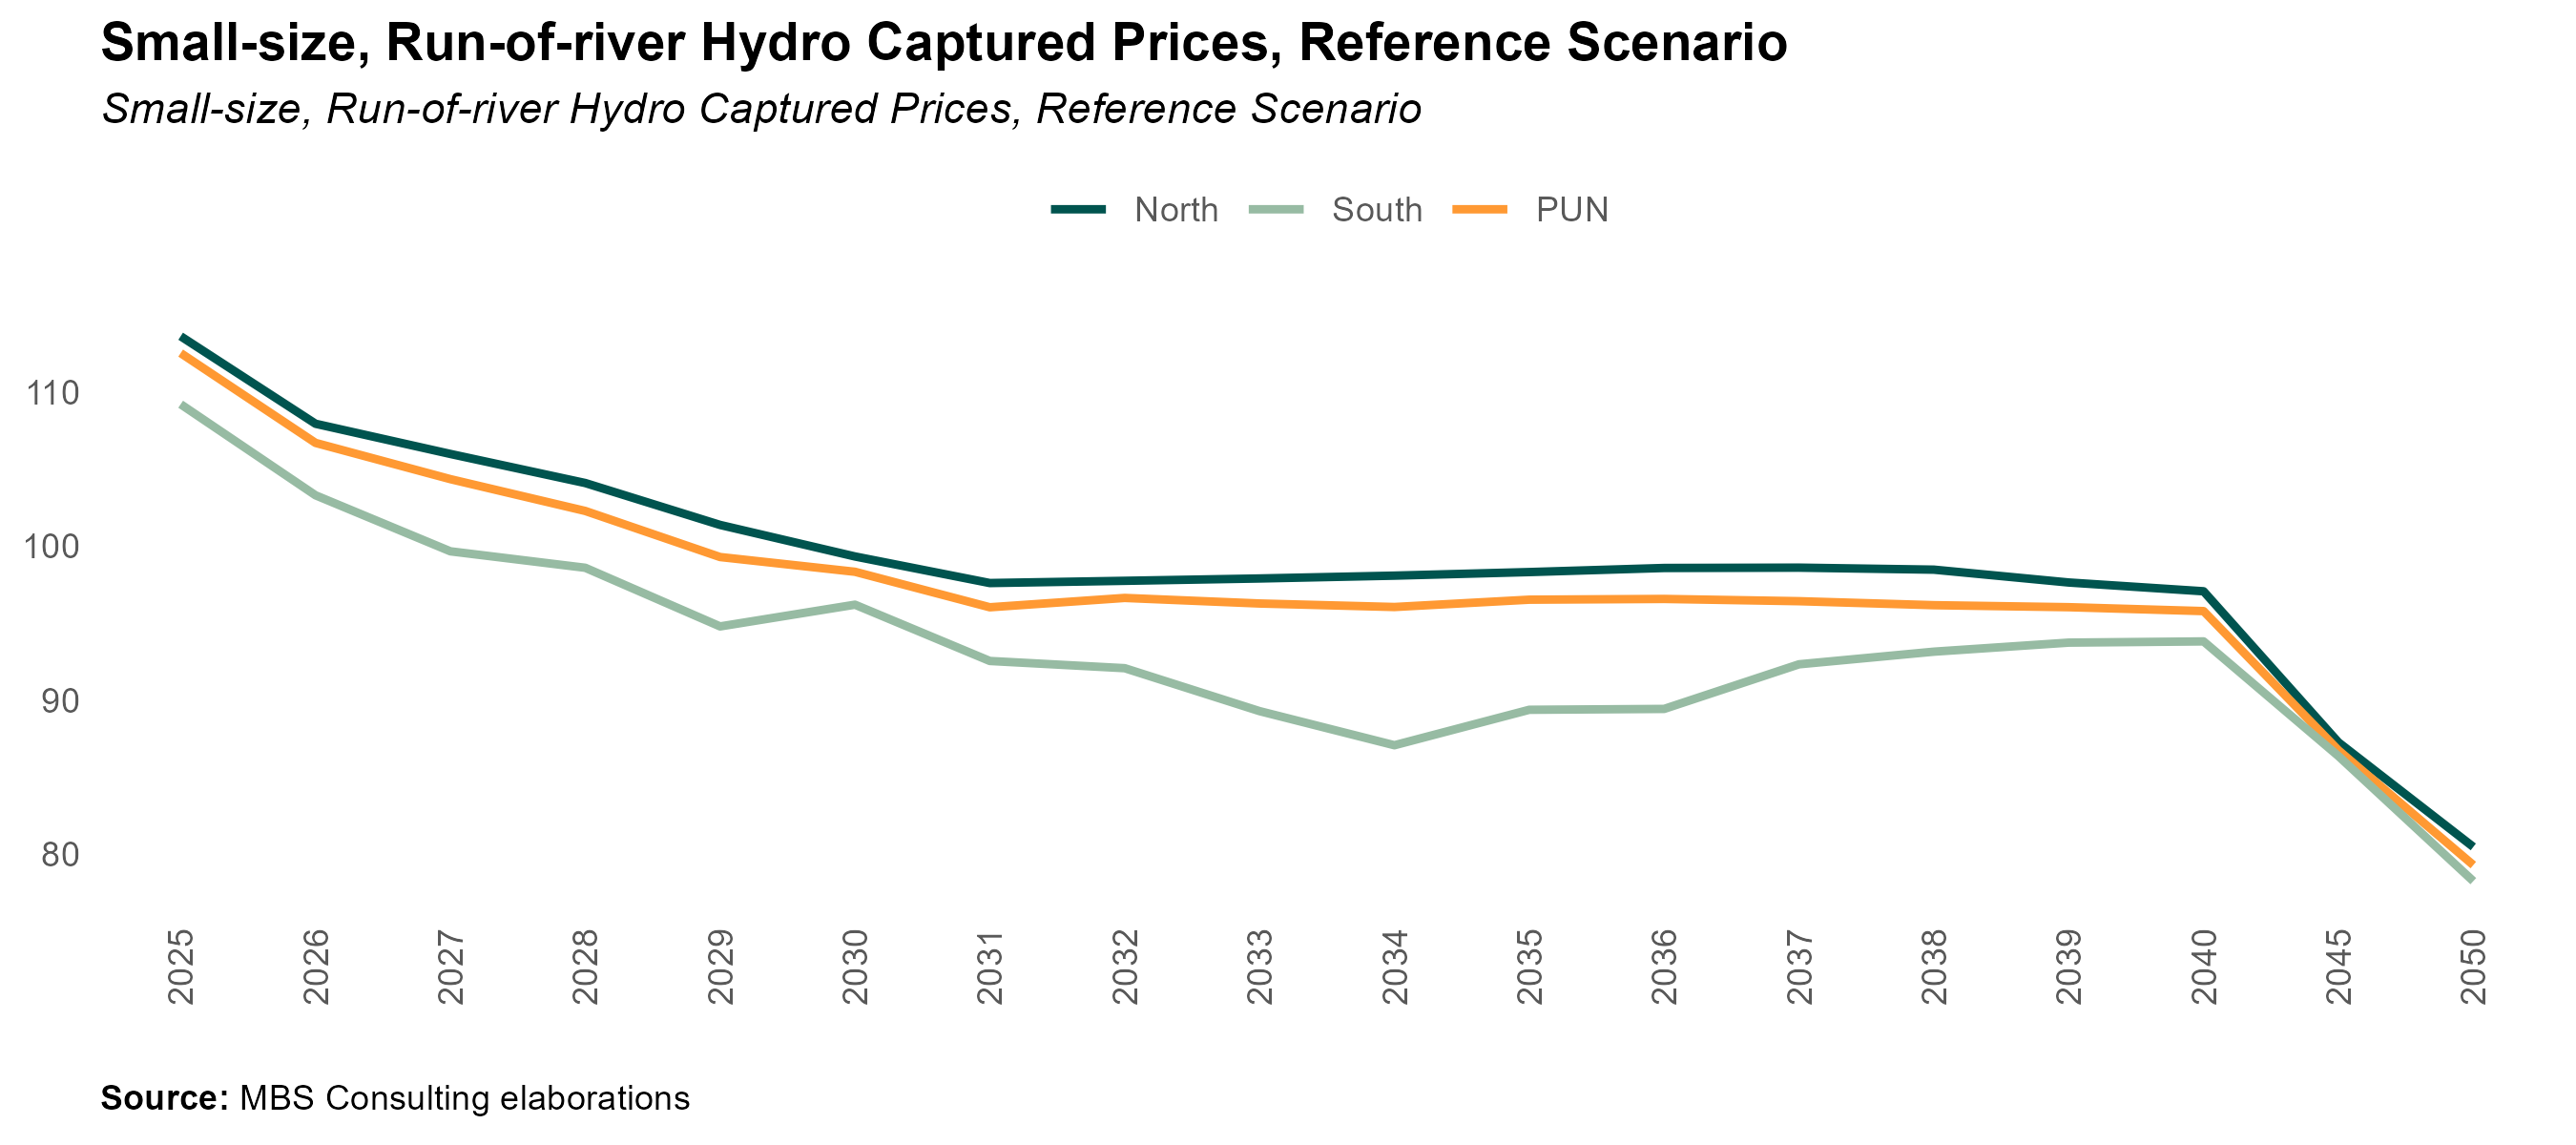 Small-size, Run-of-river Hydro Captured Prices, Reference Scenario
Small-size, Run-of-river Hydro Captured Prices, Reference Scenario
North South PUN
110
100
90
80
2025 2026 2027 2028 2029 2030 2031 2032 2033 2034 2035 2036 2037 2038 2039 2040 2045 2050
Source: MBS Consulting elaborations